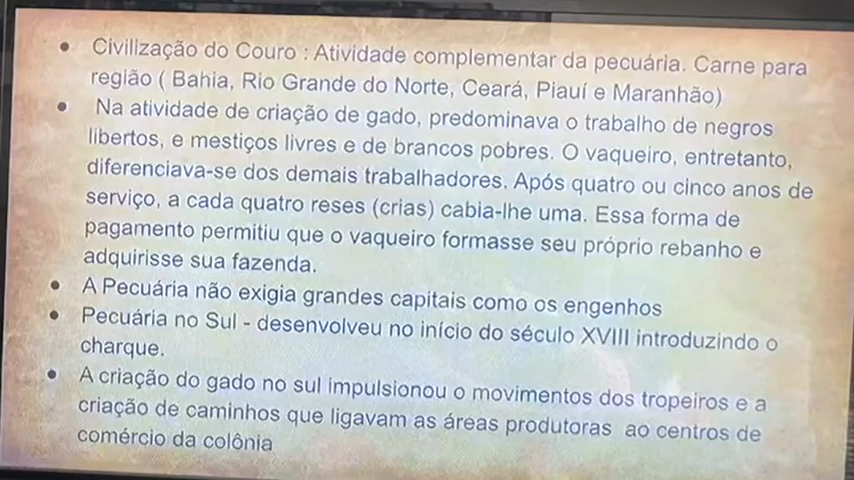 • Civilização do Couro : Atividade complementar da pecuária. Carne para
região ( Bahia, Rio Grande do Norte, Ceará, Piauí e Maranhão)
• Na atividade de criação de gado, predominava o trabalho de negros
libertos, e mestiços livres e de brancos pobres. O vaqueiro, entretanto,
diferenciava-se dos demais trabalhadores. Após quatro ou cinco anos de
serviço, a cada quatro reses (crias) cabia-lhe uma. Essa forma de
pagamento permitiu que o vaqueiro formasse seu próprio rebanho e
adquirisse sua fazenda.
• A Pecuária não exigia grandes capitais como os engenhos
• Pecuária no Sul - desenvolveu no início do século XVIII introduzindo o
charque.
• A criação do gado no sul impulsionou o movimentos dos tropeiros e a
criação de caminhos que ligavam as áreas produtoras ao centros de
comércio da colônia